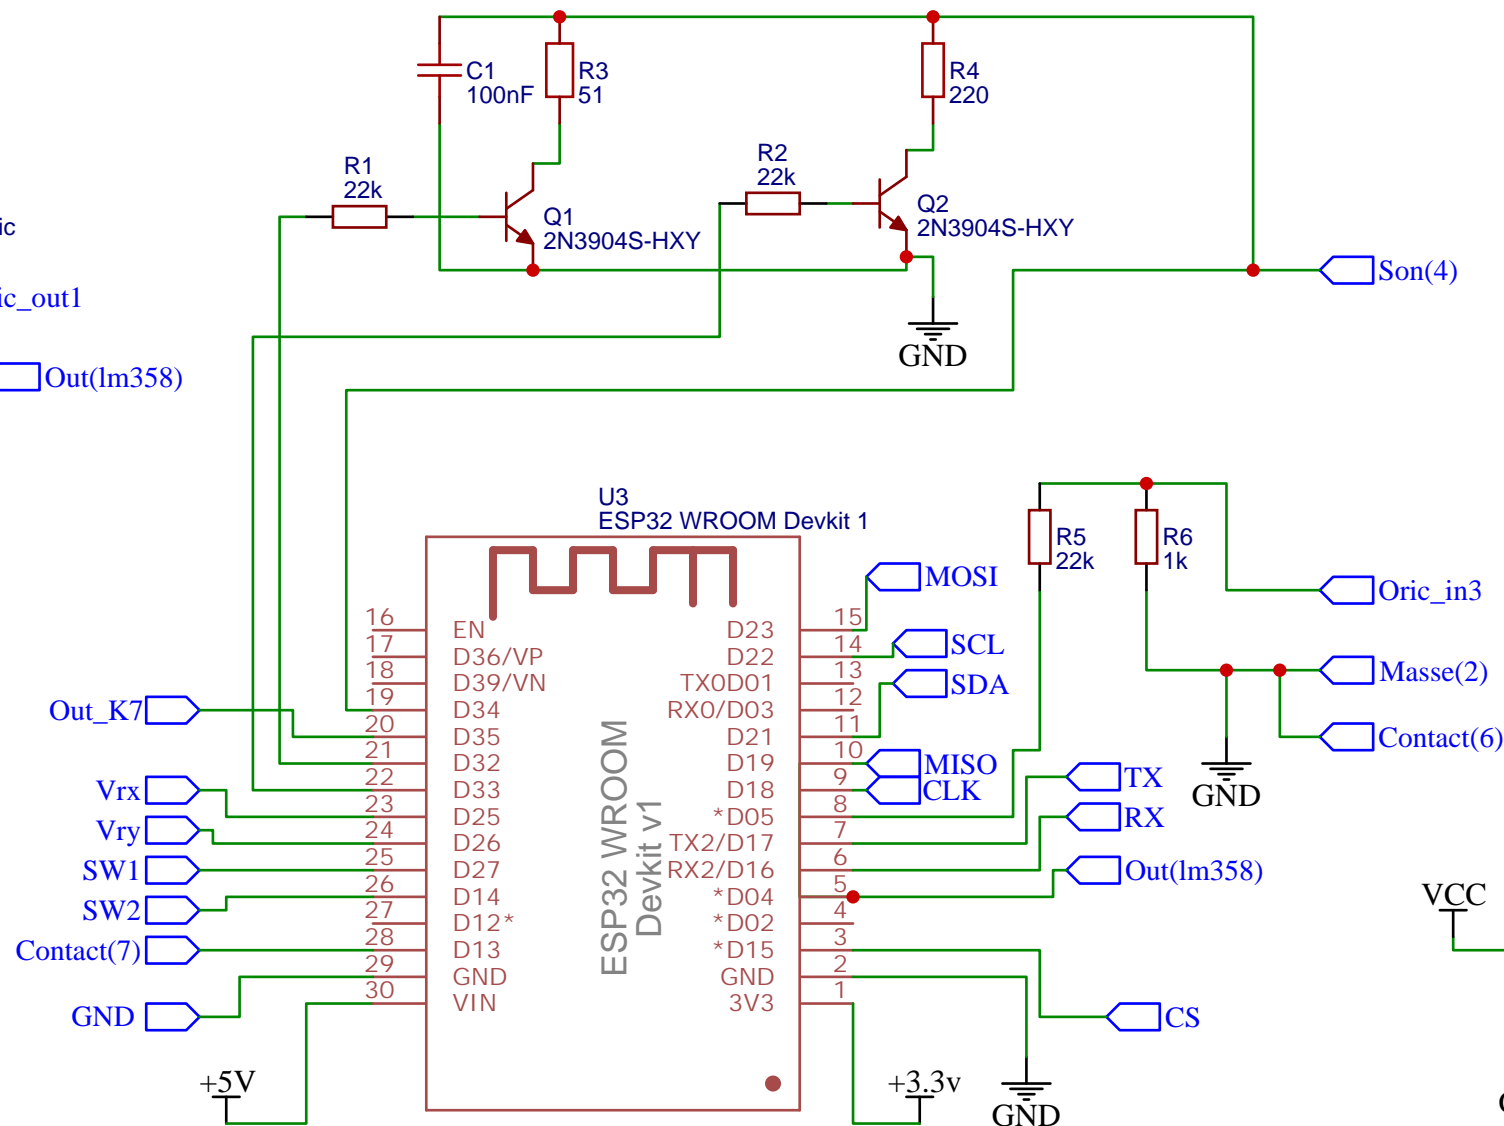 C1
100nF
R3
51
R4
220
R1
22k
R2
22k
Q1
2N3904S-HXY
Q2
2N3904S-HXY
ic
ic_out1
Out(lm358)
Son(4)
GND
U3
ESP32 WROOM Devkit 1
R5
22k
R6
1k
Oric_in3
Masse(2)
Contact(6)
GND
MOSI
SCL
SDA
MISO
CLK
TX
RX
Out(lm358)
CS
Out_K7
Vrx
Vry
SW1
SW2
Contact(7)
GND
16 EN
17 D36/VP
18 D39/VN
19 D34
20 D35
21 D32
22 D33
23 D25
24 D26
25 D27
26 D14
27 D12*
28 D13
29 GND
30 VIN
ESP32 WROOM
Devkit v1
D23 15
D22 14
TX0D01 13
RX0/D03 12
D21 11
D19 10
D18 9
*D05 8
TX2/D17 7
RX2/D16 6
*D04 5
*D02 4
*D15 3
GND 2
3V3 1
+5V
+3.3v
GND
VCC